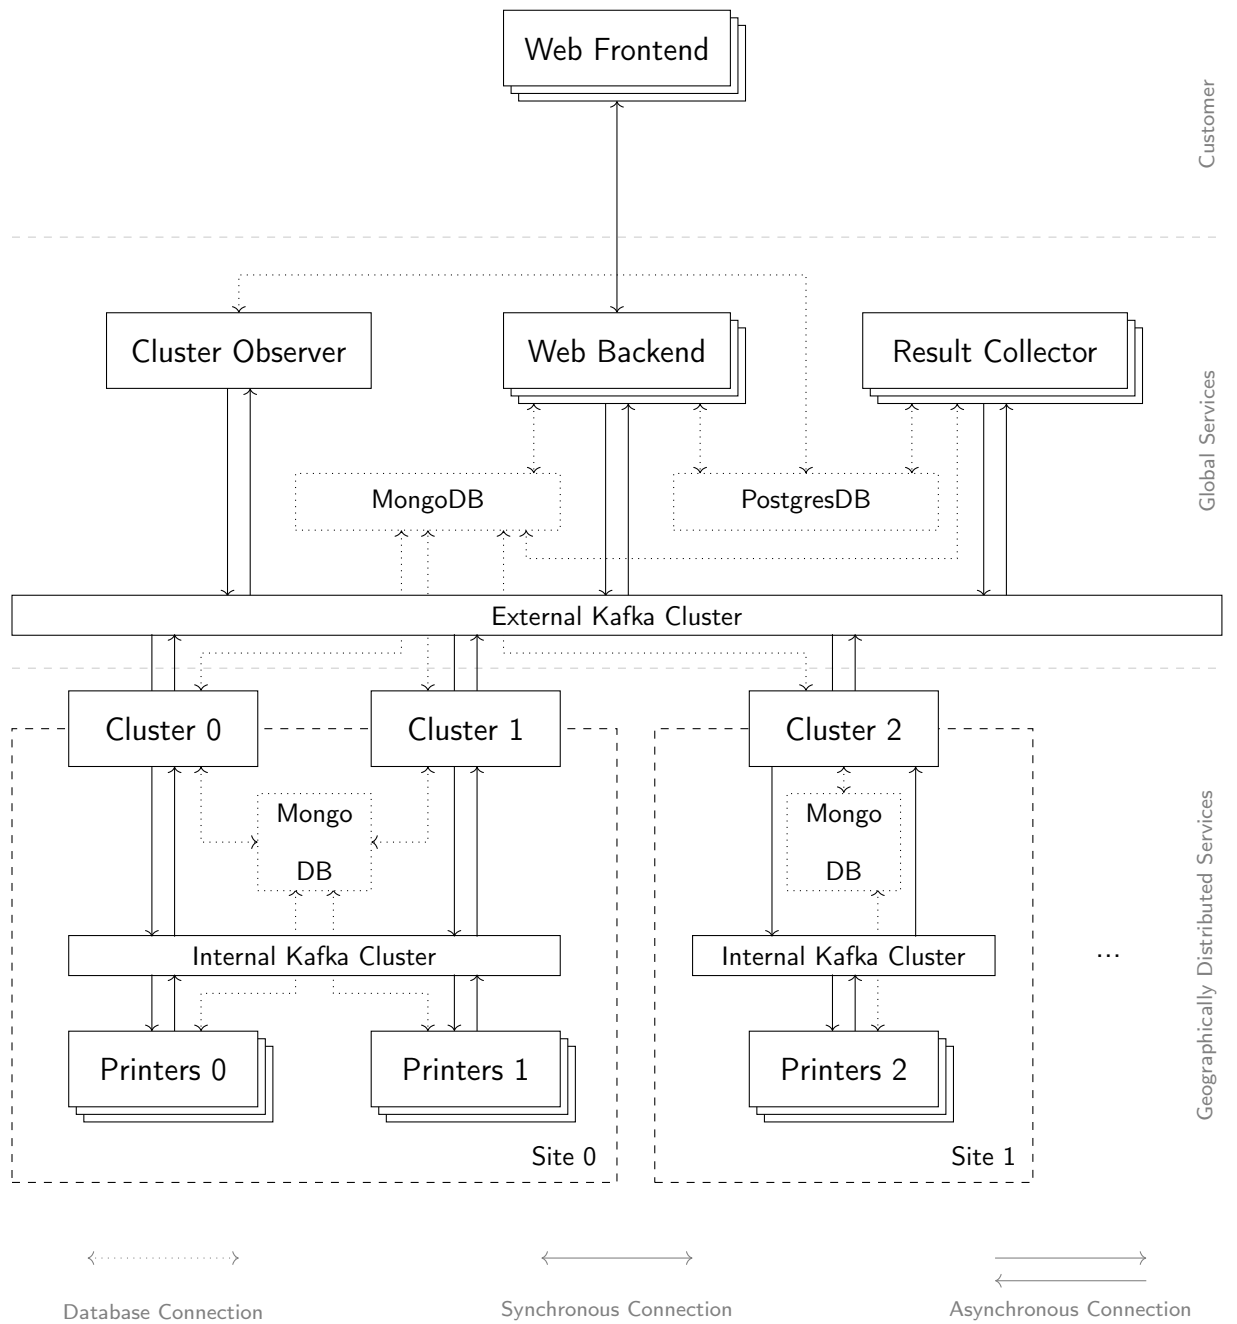 Web Frontend
Customer
Cluster Observer
Web Backend
Result Collector
Global Services
MongoDB
PostgresDB
External Kafka Cluster
Cluster 0
Cluster 1
Cluster 2
Mongo
DB
Mongo
DB
Internal Kafka Cluster
Internal Kafka Cluster
...
Geographically Distributed Services
Printers 0
Printers 1
Printers 2
Site 0
Site 1
Database Connection
Synchronous Connection
Asynchronous Connection